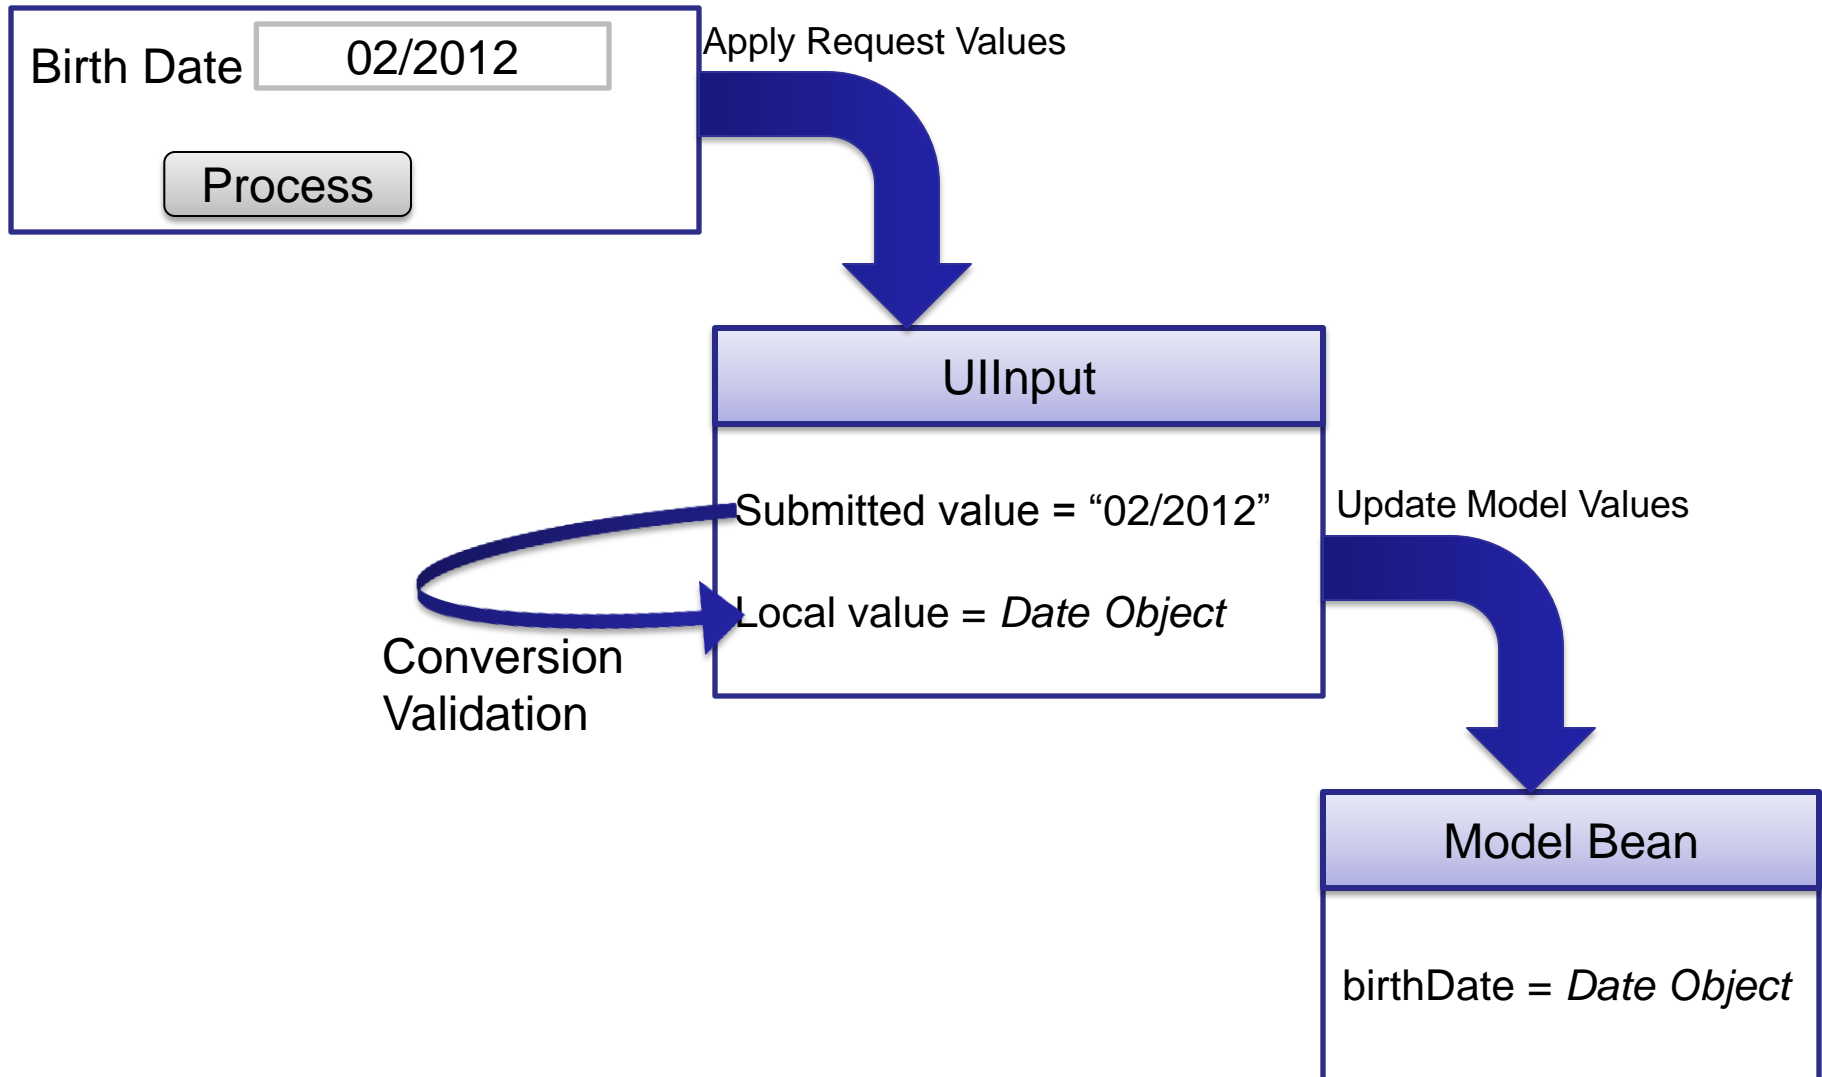 Birth Date 02/2012
Process
Apply Request Values
UIInput
Submitted value = “02/2012”
Local value = Date Object
Conversion
Validation
Update Model Values
Model Bean
birthDate = Date Object